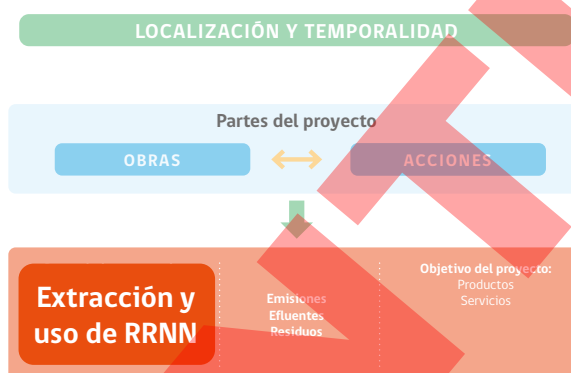 LOCALIZACIÓN Y TEMPORALIDAD
Partes del proyecto
OBRAS
ACCIONES
Extracción y
uso de RRNN
Emisiones
Efluentes
Residuos
Objetivo del proyecto:
Productos
Servicios